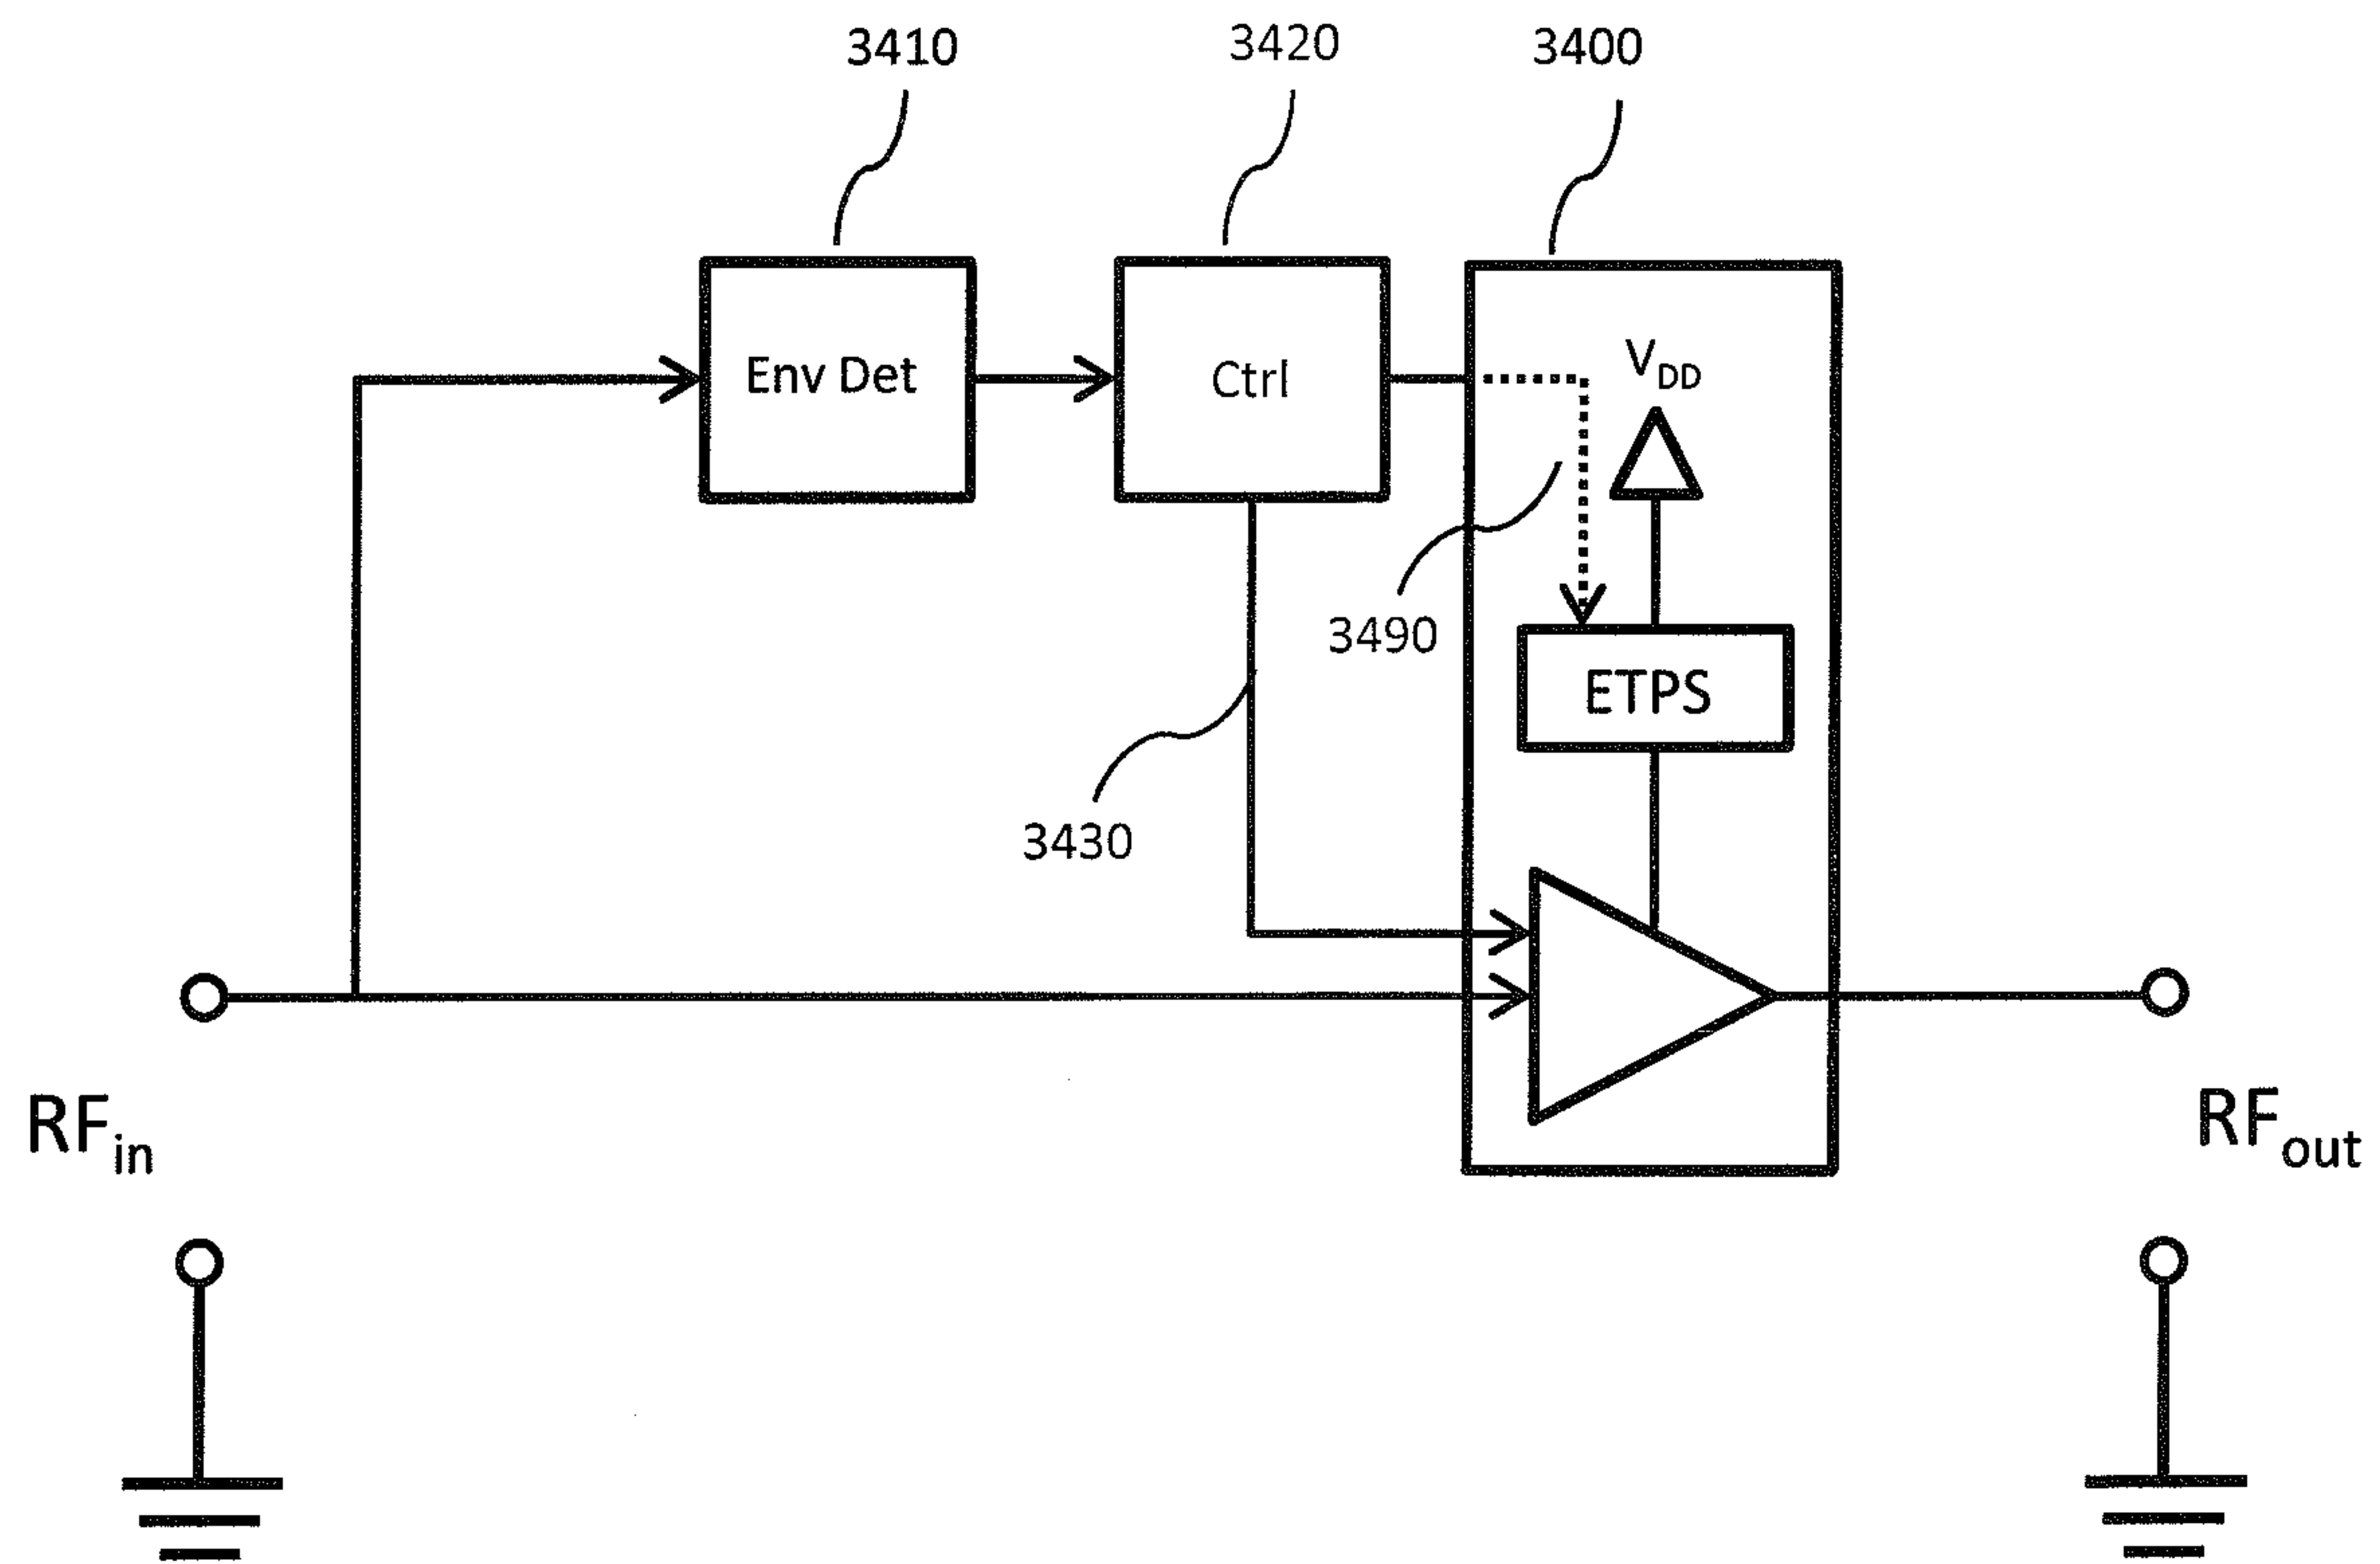 3410
3420
3400
Env Det
Ctrl
VDD
3490
ETPS
3430
RFin
RFout